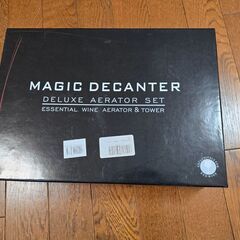 MAGIC DECANTER
DELUXE AERATOR SET
ESSENTIAL WINE AERATOR & TOWER